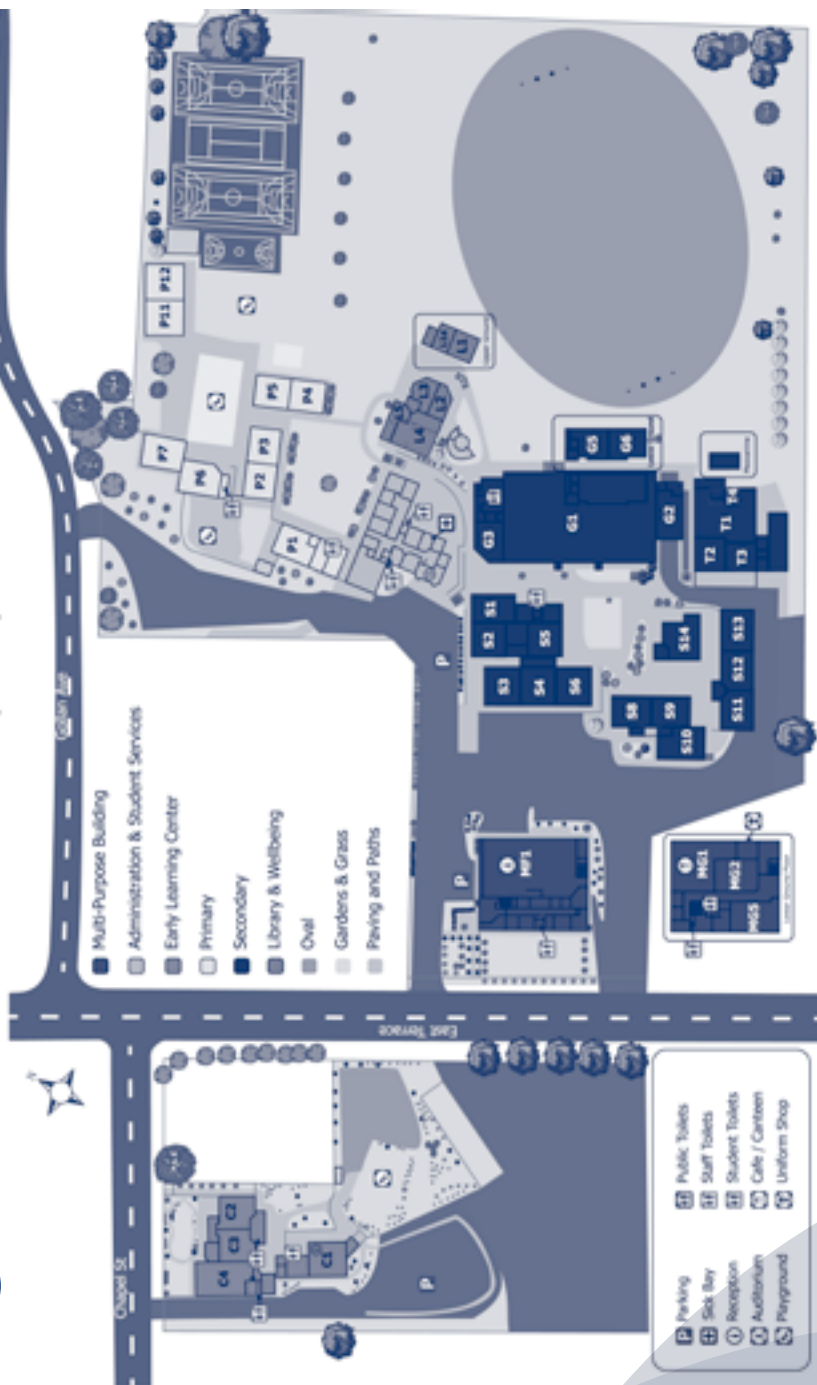 Chapel St
East Terrace
Multi-Purpose Building
Administration & Student Services
Early Learning Center
Primary
Secondary
Library & Wellbeing
Oval
Gardens & Grass
Paving and Paths
P Parking
Sick Bay
Reception
Auditorium
Playground
Public Toilets
Staff Toilets
Student Toilets
Cafe / Canteen
Uniform Shop
N
C1
C2
C3
C4
P
P
P
MF1
MG1
MG2
MG5
P1
P2
P3
P4
P5
P6
P7
P11
P12
L1
L2
L3
L4
S1
S2
S3
S4
S5
S6
S8
S9
S10
S11
S12
S13
S14
G1
G2
G3
G5
G6
T1
T2
T3
T4